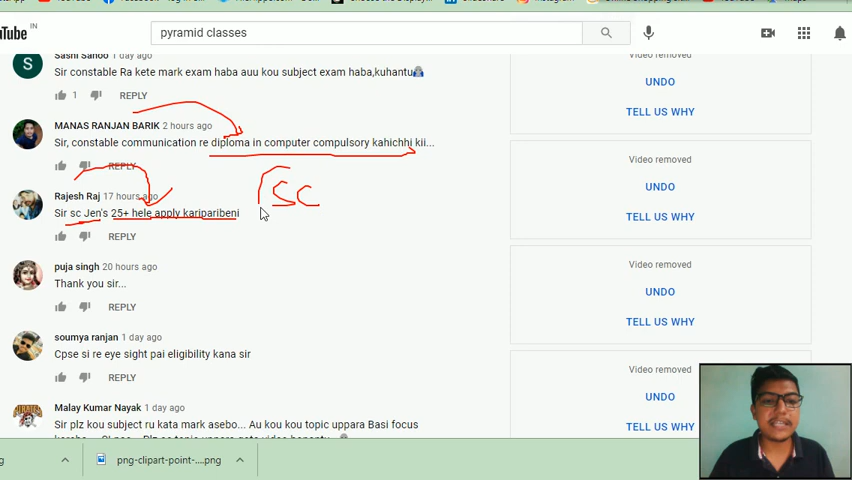 IN
uTube
pyramid classes
Sashi Sahoo 1 day ago
Sir constable Ra kete mark exam haba auu kou subject exam haba,kuhantu
1 REPLY
MANAS RANJAN BARIK 2 hours ago
Sir, constable communication re diploma in computer compulsory kahichhi kii...
REPLY
Rajesh Raj 17 hours ago
Sir sc Jen's 25+ hele apply kariparibeni
REPLY
SC
puja singh 20 hours ago
Thank you sir...
REPLY
soumya ranjan 1 day ago
Cpse si re eye sight pai eligibility kana sir
REPLY
Malay Kumar Nayak 1 day ago
Sir plz kou subject ru kata mark asebo... Au kou kou topic uppara Basi focus
Video removed
UNDO
TELL US WHY
Video removed
UNDO
TELL US WHY
Video removed
UNDO
TELL US WHY
Video removed
UNDO
TELL US WHY
g
png-clipart-point-....png